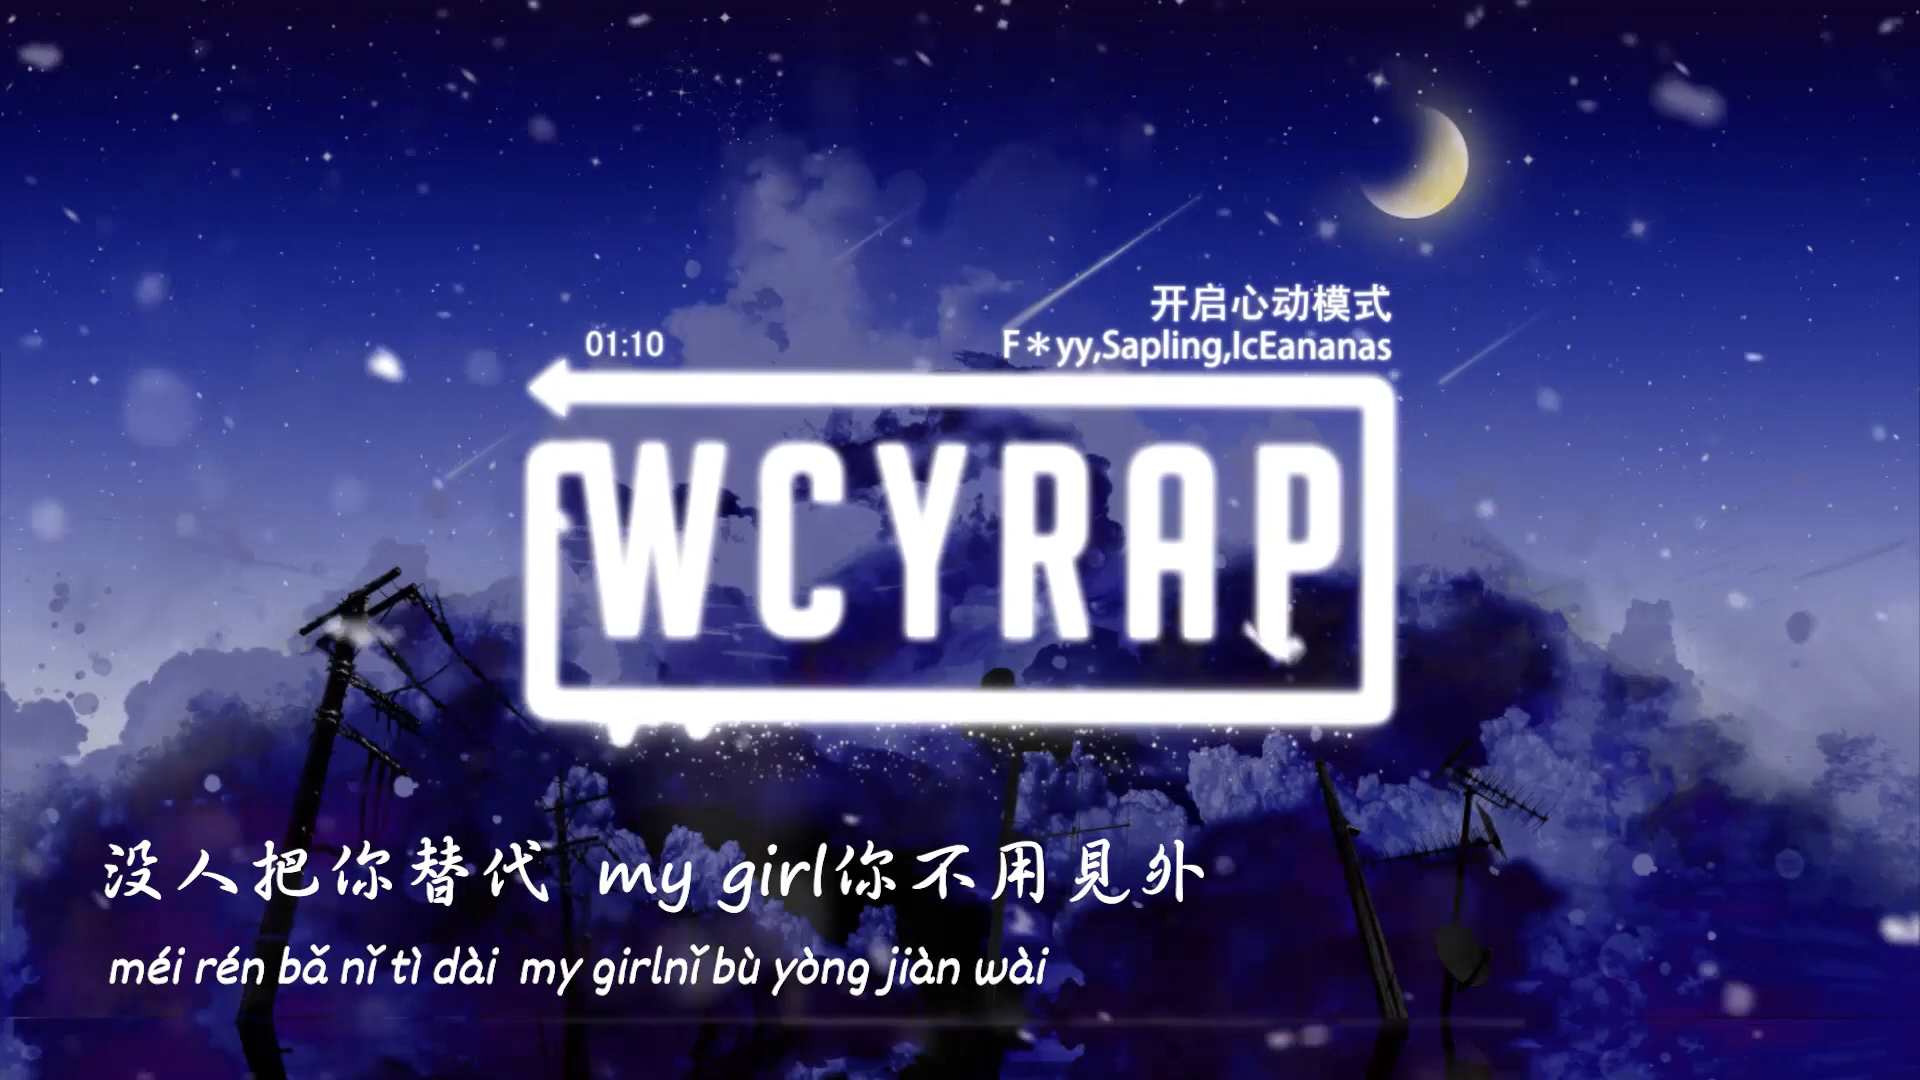 开启心动模式
01:10
F＊yy,Sapling,IcEananas
WCYRAP
没人把你替代 my girl你不用見外
méi rén bǎ nǐ tì dài my girlnǐ bù yòng jiàn wài